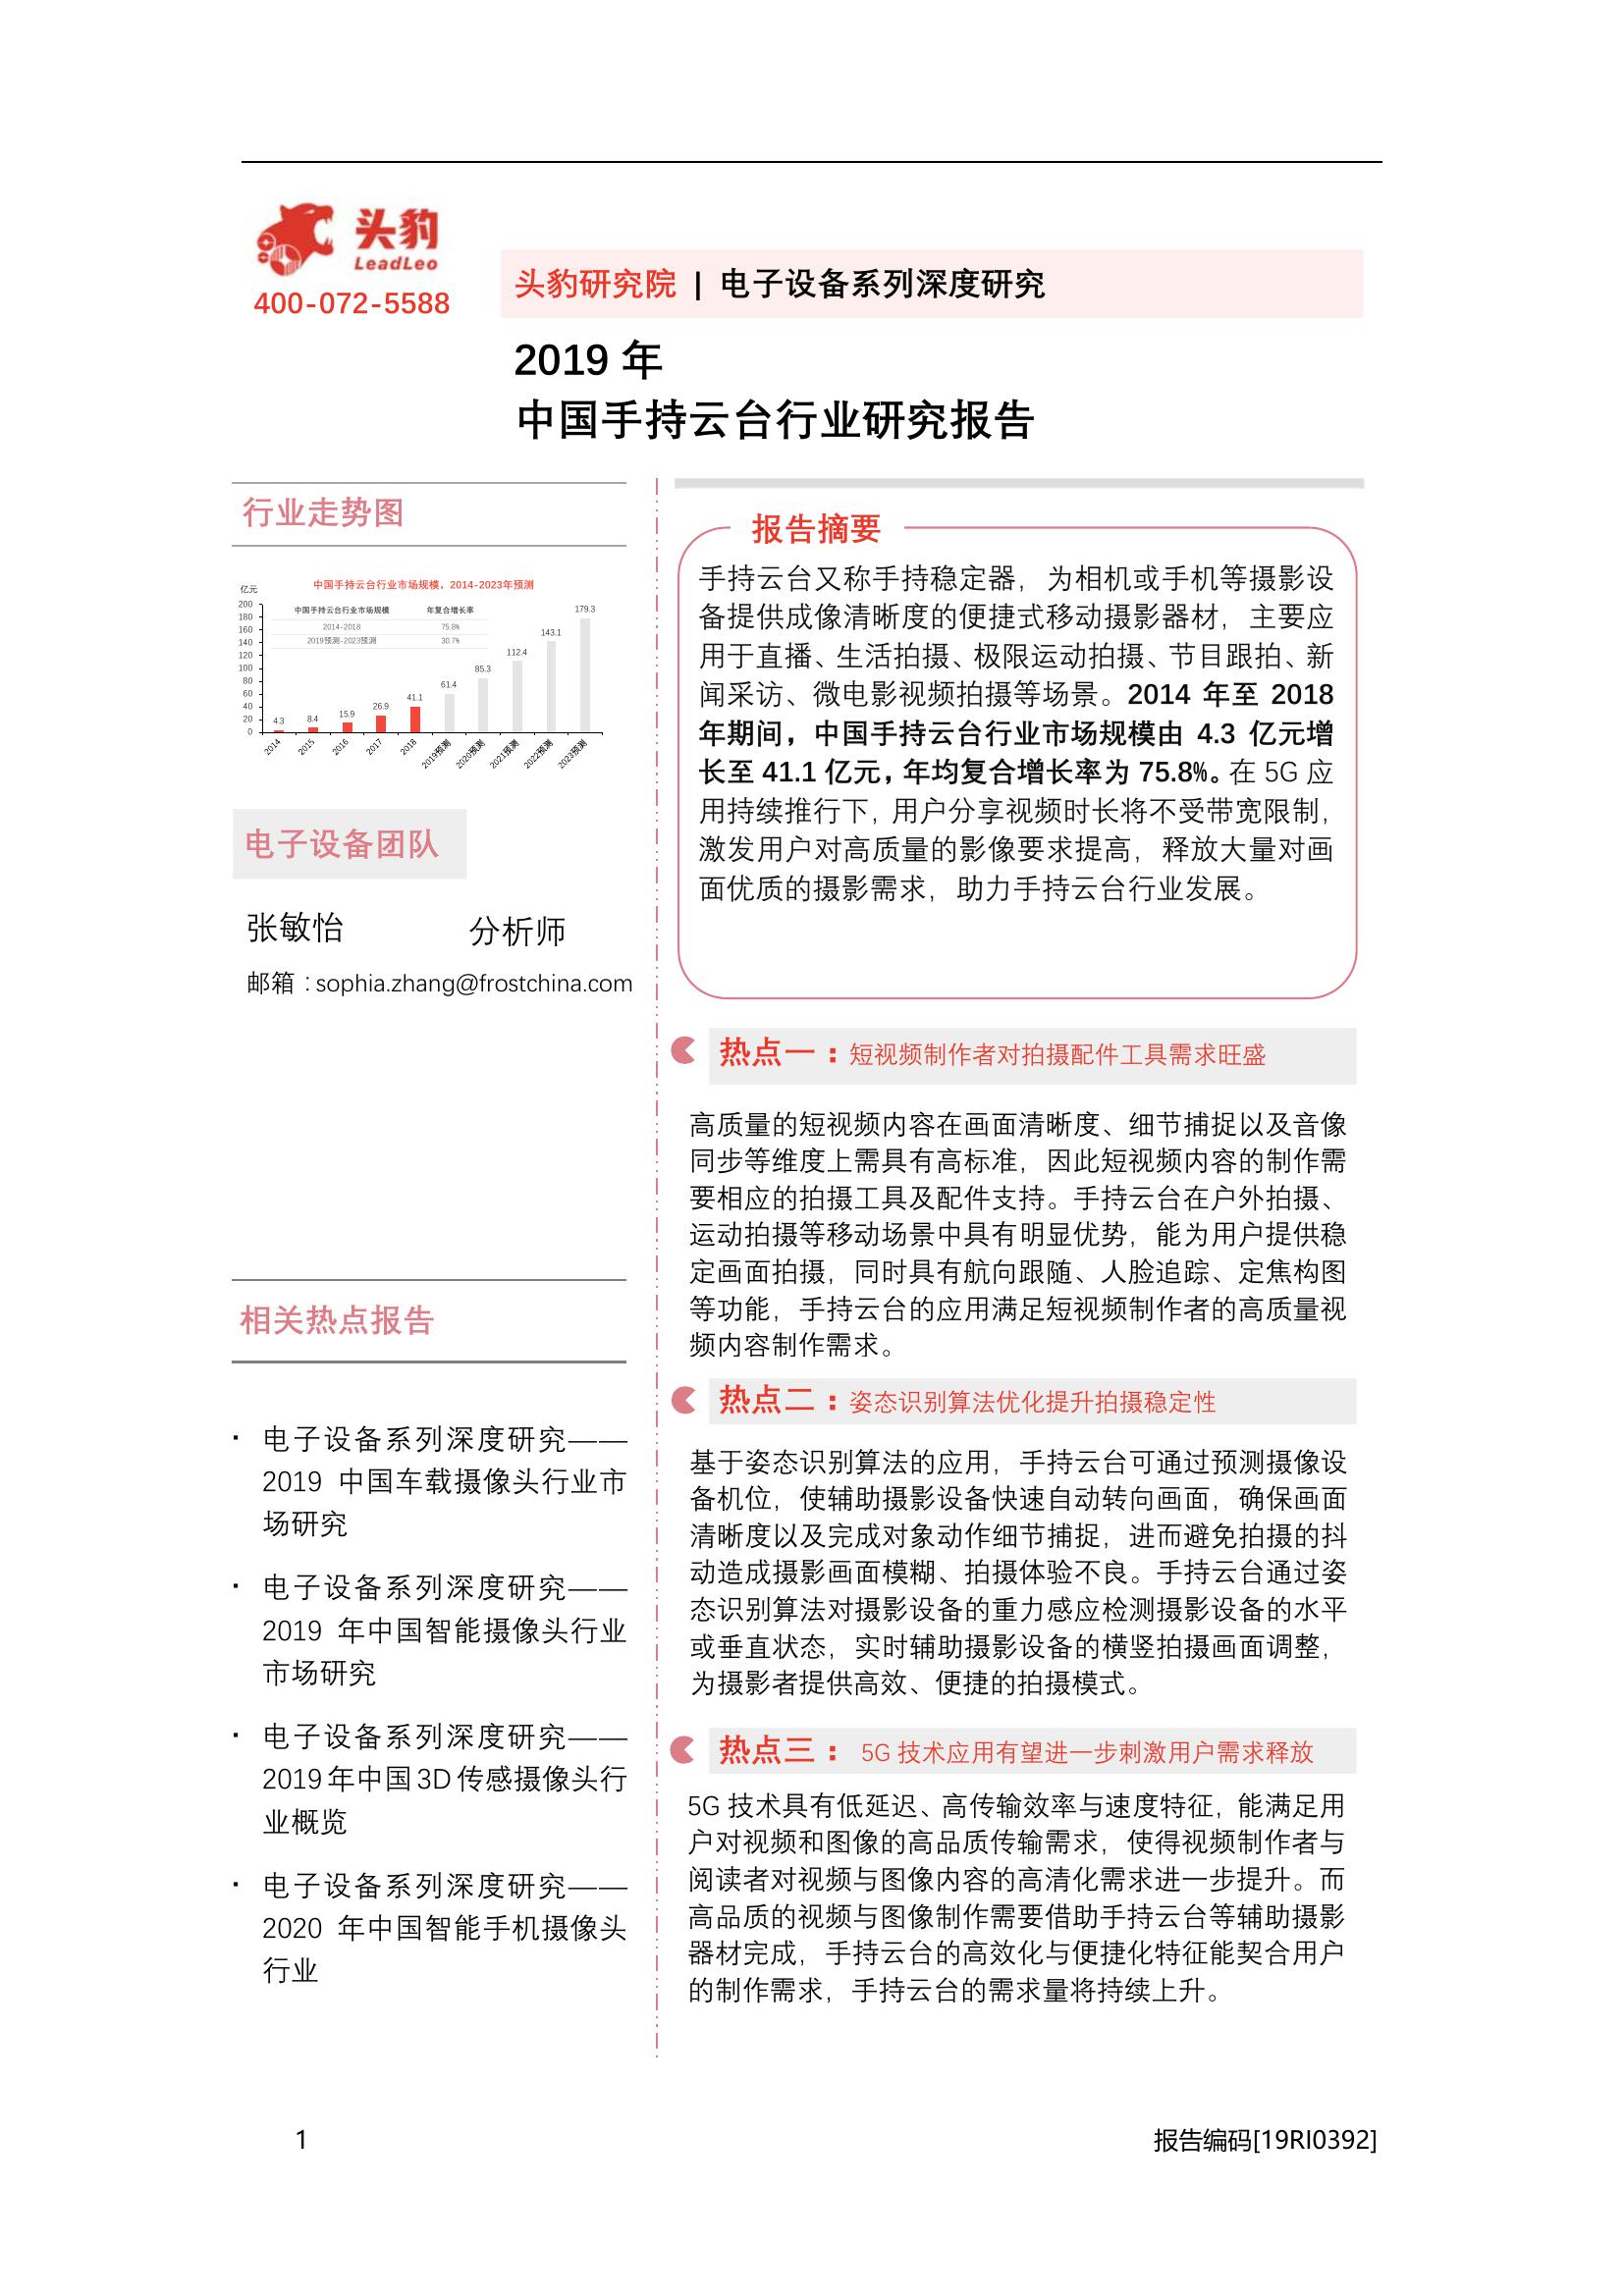 头豹
LeadLeo
400-072-5588
头豹研究院 | 电子设备系列深度研究
2019 年
中国手持云台行业研究报告
行业走势图
亿元
中国手持云台行业市场规模，2014-2023年预测
中国手持云台行业市场规模 年复合增长率
2014-2018 75.8%
2019预测-2023预测 30.7%
200
180
160
140
120
100
80
60
40
20
0
4.3
8.4
15.9
26.9
41.1
61.4
85.3
112.4
143.1
179.3
2014
2015
2016
2017
2018
2019预测
2020预测
2021预测
2022预测
2023预测
电子设备团队
张敏怡 分析师
邮箱：sophia.zhang@frostchina.com
相关热点报告
· 电子设备系列深度研究——
2019 中国车载摄像头行业市
场研究
· 电子设备系列深度研究——
2019 年中国智能摄像头行业
市场研究
· 电子设备系列深度研究——
2019 年中国 3D 传感摄像头行
业概览
· 电子设备系列深度研究——
2020 年中国智能手机摄像头
行业
报告摘要
手持云台又称手持稳定器，为相机或手机等摄影设
备提供成像清晰度的便捷式移动摄影器材，主要应
用于直播、生活拍摄、极限运动拍摄、节目跟拍、新
闻采访、微电影视频拍摄等场景。2014 年至 2018
年期间，中国手持云台行业市场规模由 4.3 亿元增
长至 41.1 亿元，年均复合增长率为 75.8%。在 5G 应
用持续推行下，用户分享视频时长将不受带宽限制，
激发用户对高质量的影像要求提高，释放大量对画
面优质的摄影需求，助力手持云台行业发展。
热点一：短视频制作者对拍摄配件工具需求旺盛
高质量的短视频内容在画面清晰度、细节捕捉以及音像
同步等维度上需具有高标准，因此短视频内容的制作需
要相应的拍摄工具及配件支持。手持云台在户外拍摄、
运动拍摄等移动场景中具有明显优势，能为用户提供稳
定画面拍摄，同时具有航向跟随、人脸追踪、定焦构图
等功能，手持云台的应用满足短视频制作者的高质量视
频内容制作需求。
热点二：姿态识别算法优化提升拍摄稳定性
基于姿态识别算法的应用，手持云台可通过预测摄像设
备机位，使辅助摄影设备快速自动转向画面，确保画面
清晰度以及完成对象动作细节捕捉，进而避免拍摄的抖
动造成摄影画面模糊、拍摄体验不良。手持云台通过姿
态识别算法对摄影设备的重力感应检测摄影设备的水平
或垂直状态，实时辅助摄影设备的横竖拍摄画面调整，
为摄影者提供高效、便捷的拍摄模式。
热点三： 5G 技术应用有望进一步刺激用户需求释放
5G 技术具有低延迟、高传输效率与速度特征，能满足用
户对视频和图像的高品质传输需求，使得视频制作者与
阅读者对视频与图像内容的高清化需求进一步提升。而
高品质的视频与图像制作需要借助手持云台等辅助摄影
器材完成，手持云台的高效化与便捷化特征能契合用户
的制作需求，手持云台的需求量将持续上升。
1
报告编码[19RI0392]